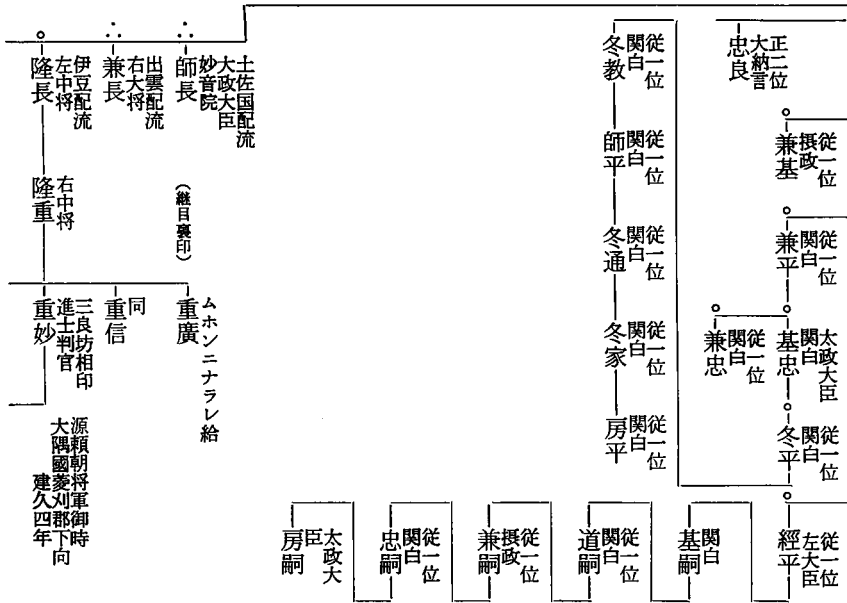 正二位
大納言
忠良
従一位
摂政
兼基
従一位
関白
兼平
太政大臣
関白
基忠
従一位
関白
兼忠
従一位
関白
冬平
従一位
左大臣
經平
関白
基嗣
従一位
関白
道嗣
従一位
摂政
兼嗣
従一位
関白
忠嗣
太政大
臣
房嗣
従一位
関白
冬教
従一位
関白
師平
従一位
関白
冬通
従一位
関白
冬家
従一位
関白
房平
土佐国配流
大政大臣
妙音院
師長
出雲配流
右大将
兼長
伊豆配流
左中将
隆長
右中将
隆重
(継目裏印)
ムホンニナラレ給
重廣
同
重信
三良坊相印
進士判官
重妙
源頼朝将軍御時
大隅國菱刈郡下向
建久四年